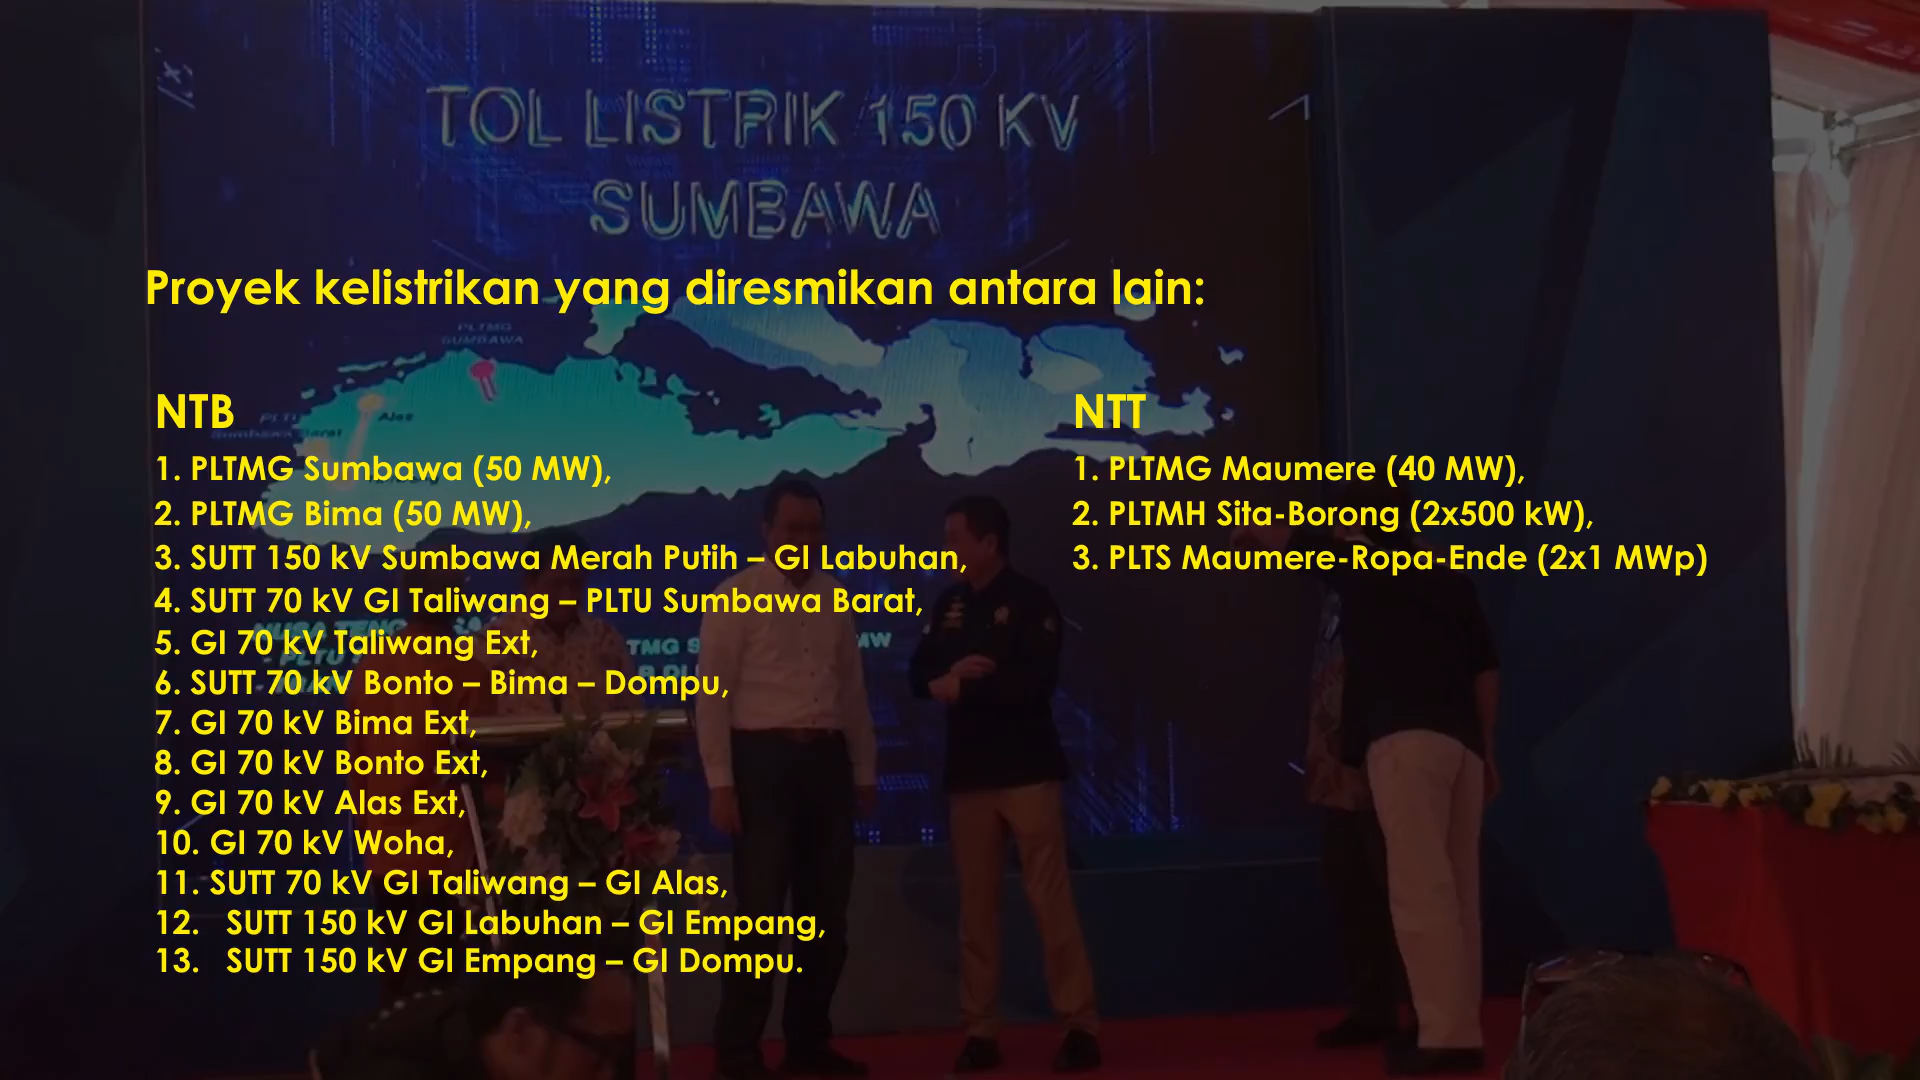 TOL LISTRIK 150 KV
SUMBAWA
Proyek kelistrikan yang diresmikan antara lain:
PLTMG
SUMBAWA
Alas
NTB
1. PLTMG Sumbawa (50 MW),
2. PLTMG Bima (50 MW),
3. SUTT 150 kV Sumbawa Merah Putih – GI Labuhan,
4. SUTT 70 kV GI Taliwang – PLTU Sumbawa Barat,
5. GI 70 kV Taliwang Ext,
6. SUTT 70 kV Bonto – Bima – Dompu,
7. GI 70 kV Bima Ext,
8. GI 70 kV Bonto Ext,
9. GI 70 kV Alas Ext,
10. GI 70 kV Woha,
11. SUTT 70 kV GI Taliwang – GI Alas,
12. SUTT 150 kV GI Labuhan – GI Empang,
13. SUTT 150 kV GI Empang – GI Dompu.
NTT
1. PLTMG Maumere (40 MW),
2. PLTMH Sita-Borong (2x500 kW),
3. PLTS Maumere-Ropa-Ende (2x1 MWp)